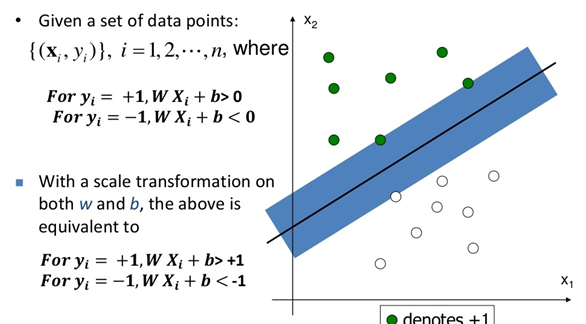 • Given a set of data points:
{(xᵢ, yᵢ)}, i = 1, 2, ⋯, n, where
For yᵢ = +1, W Xᵢ + b> 0
For yᵢ = −1, W Xᵢ + b < 0
▪ With a scale transformation on
both w and b, the above is
equivalent to
For yᵢ = +1, W Xᵢ + b> +1
For yᵢ = −1, W Xᵢ + b < -1
x₂
x₁
denotes +1